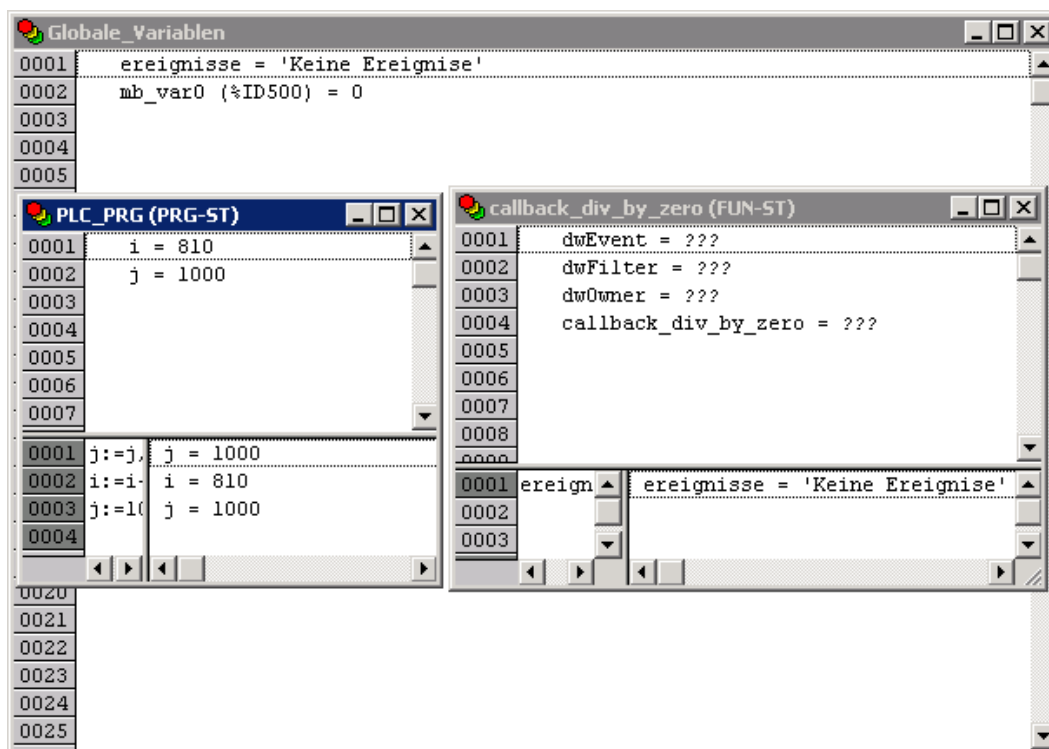 Globale_Variablen
0001 ereignisse = 'Keine Ereignise'
0002 mb_var0 (%ID500) = 0
0003
0004
0005
PLC_PRG (PRG-ST)
0001 i = 810
0002 j = 1000
0003
0004
0005
0006
0007
0001 j:=j, j = 1000
0002 i:=i- i = 810
0003 j:=10 j = 1000
0004
callback_div_by_zero (FUN-ST)
0001 dwEvent = ???
0002 dwFilter = ???
0003 dwOwner = ???
0004 callback_div_by_zero = ???
0005
0006
0007
0008
0001 ereign ereignisse = 'Keine Ereignise'
0002
0003
0020
0021
0022
0023
0024
0025